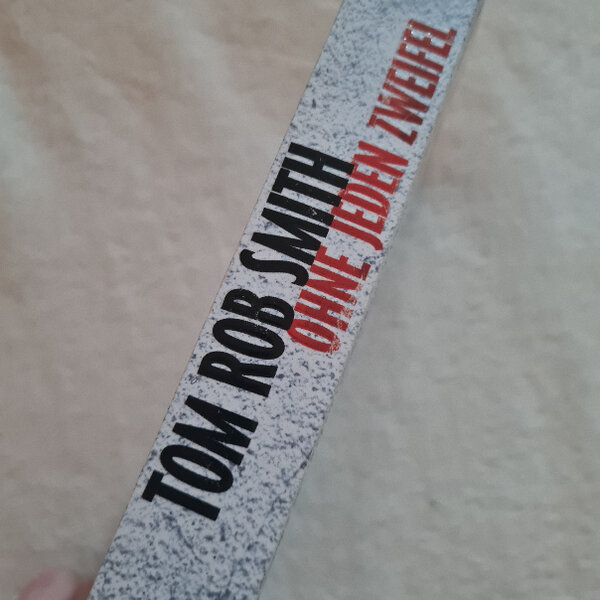 TOM ROB SMITH
OHNE JEDEN ZWEIFEL